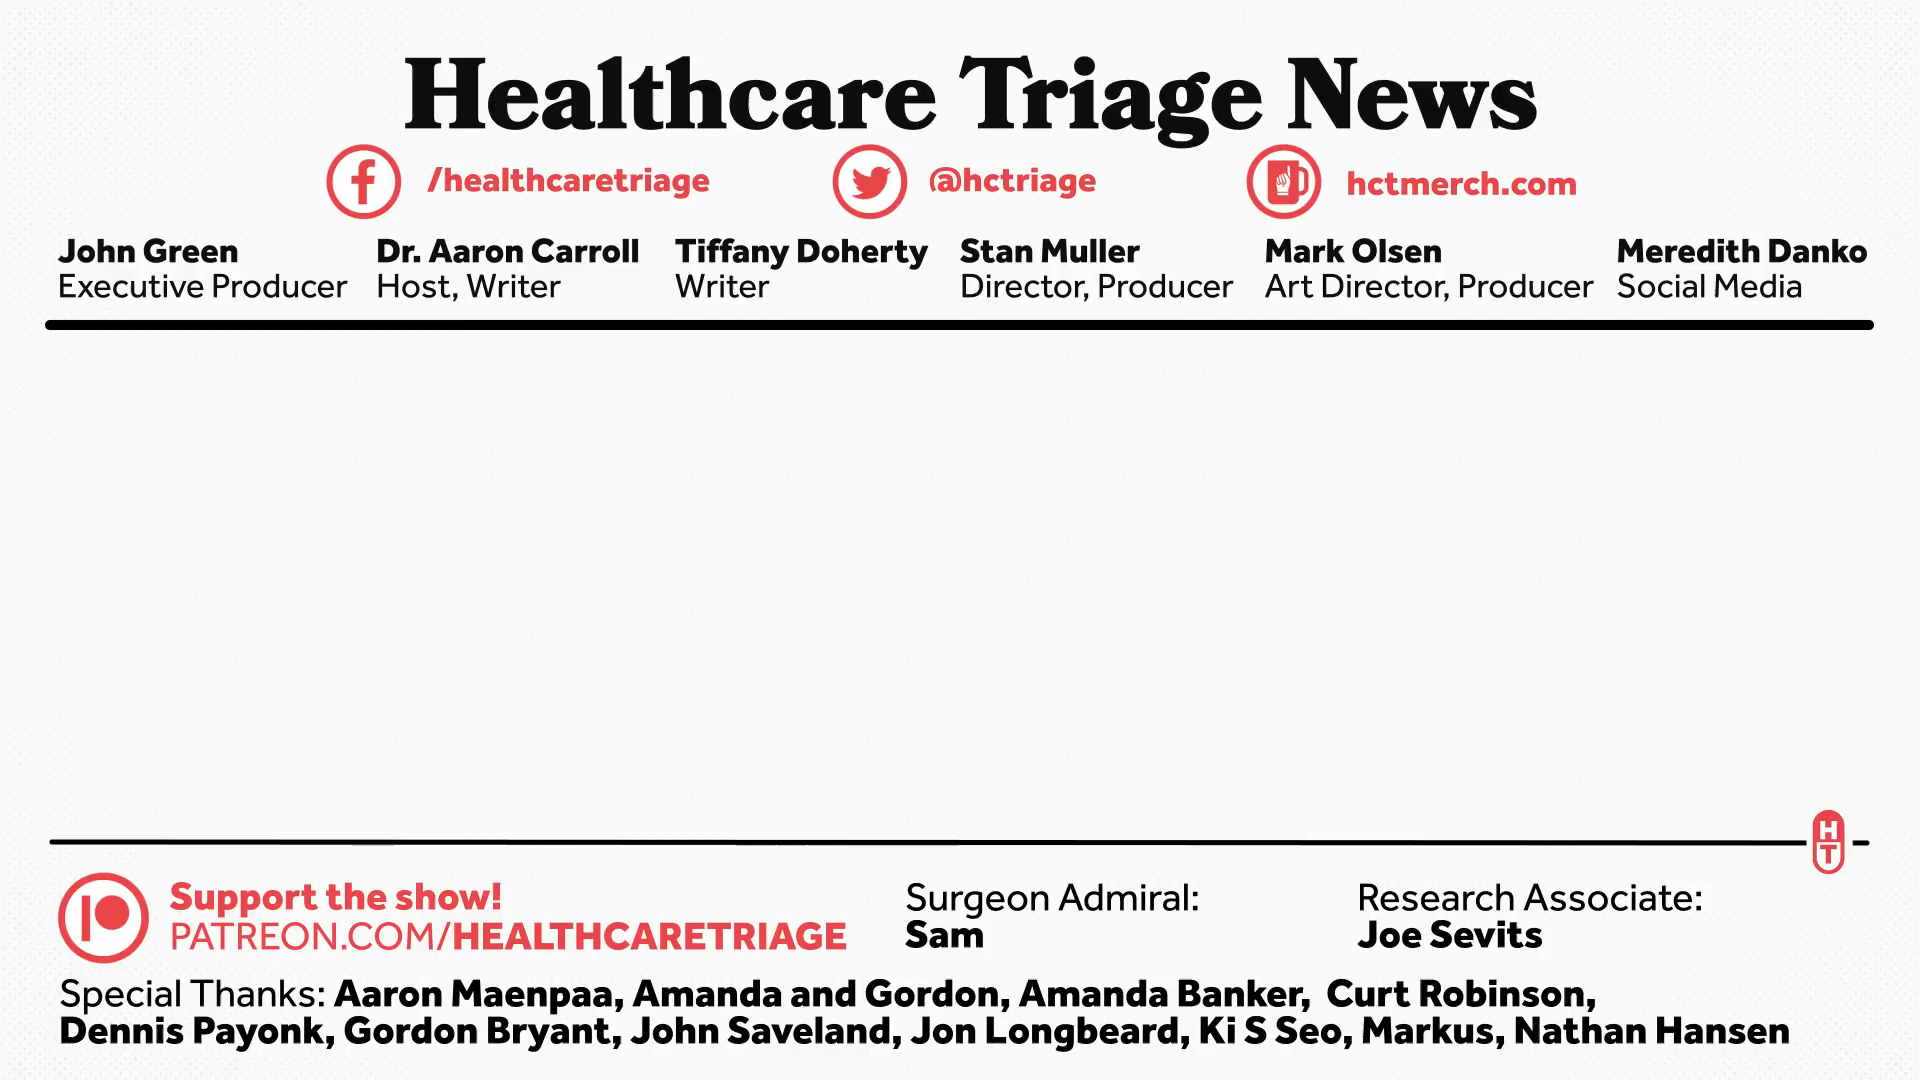 Healthcare Triage News
/healthcaretriage @hctriage hctmerch.com
John Green Dr. Aaron Carroll Tiffany Doherty Stan Muller Mark Olsen Meredith Danko
Executive Producer Host, Writer Writer Director, Producer Art Director, Producer Social Media
H
T
Support the show! Surgeon Admiral: Research Associate:
PATREON.COM/HEALTHCARETRIAGE Sam Joe Sevits
Special Thanks: Aaron Maenpaa, Amanda and Gordon, Amanda Banker, Curt Robinson,
Dennis Payonk, Gordon Bryant, John Saveland, Jon Longbeard, Ki S Seo, Markus, Nathan Hansen